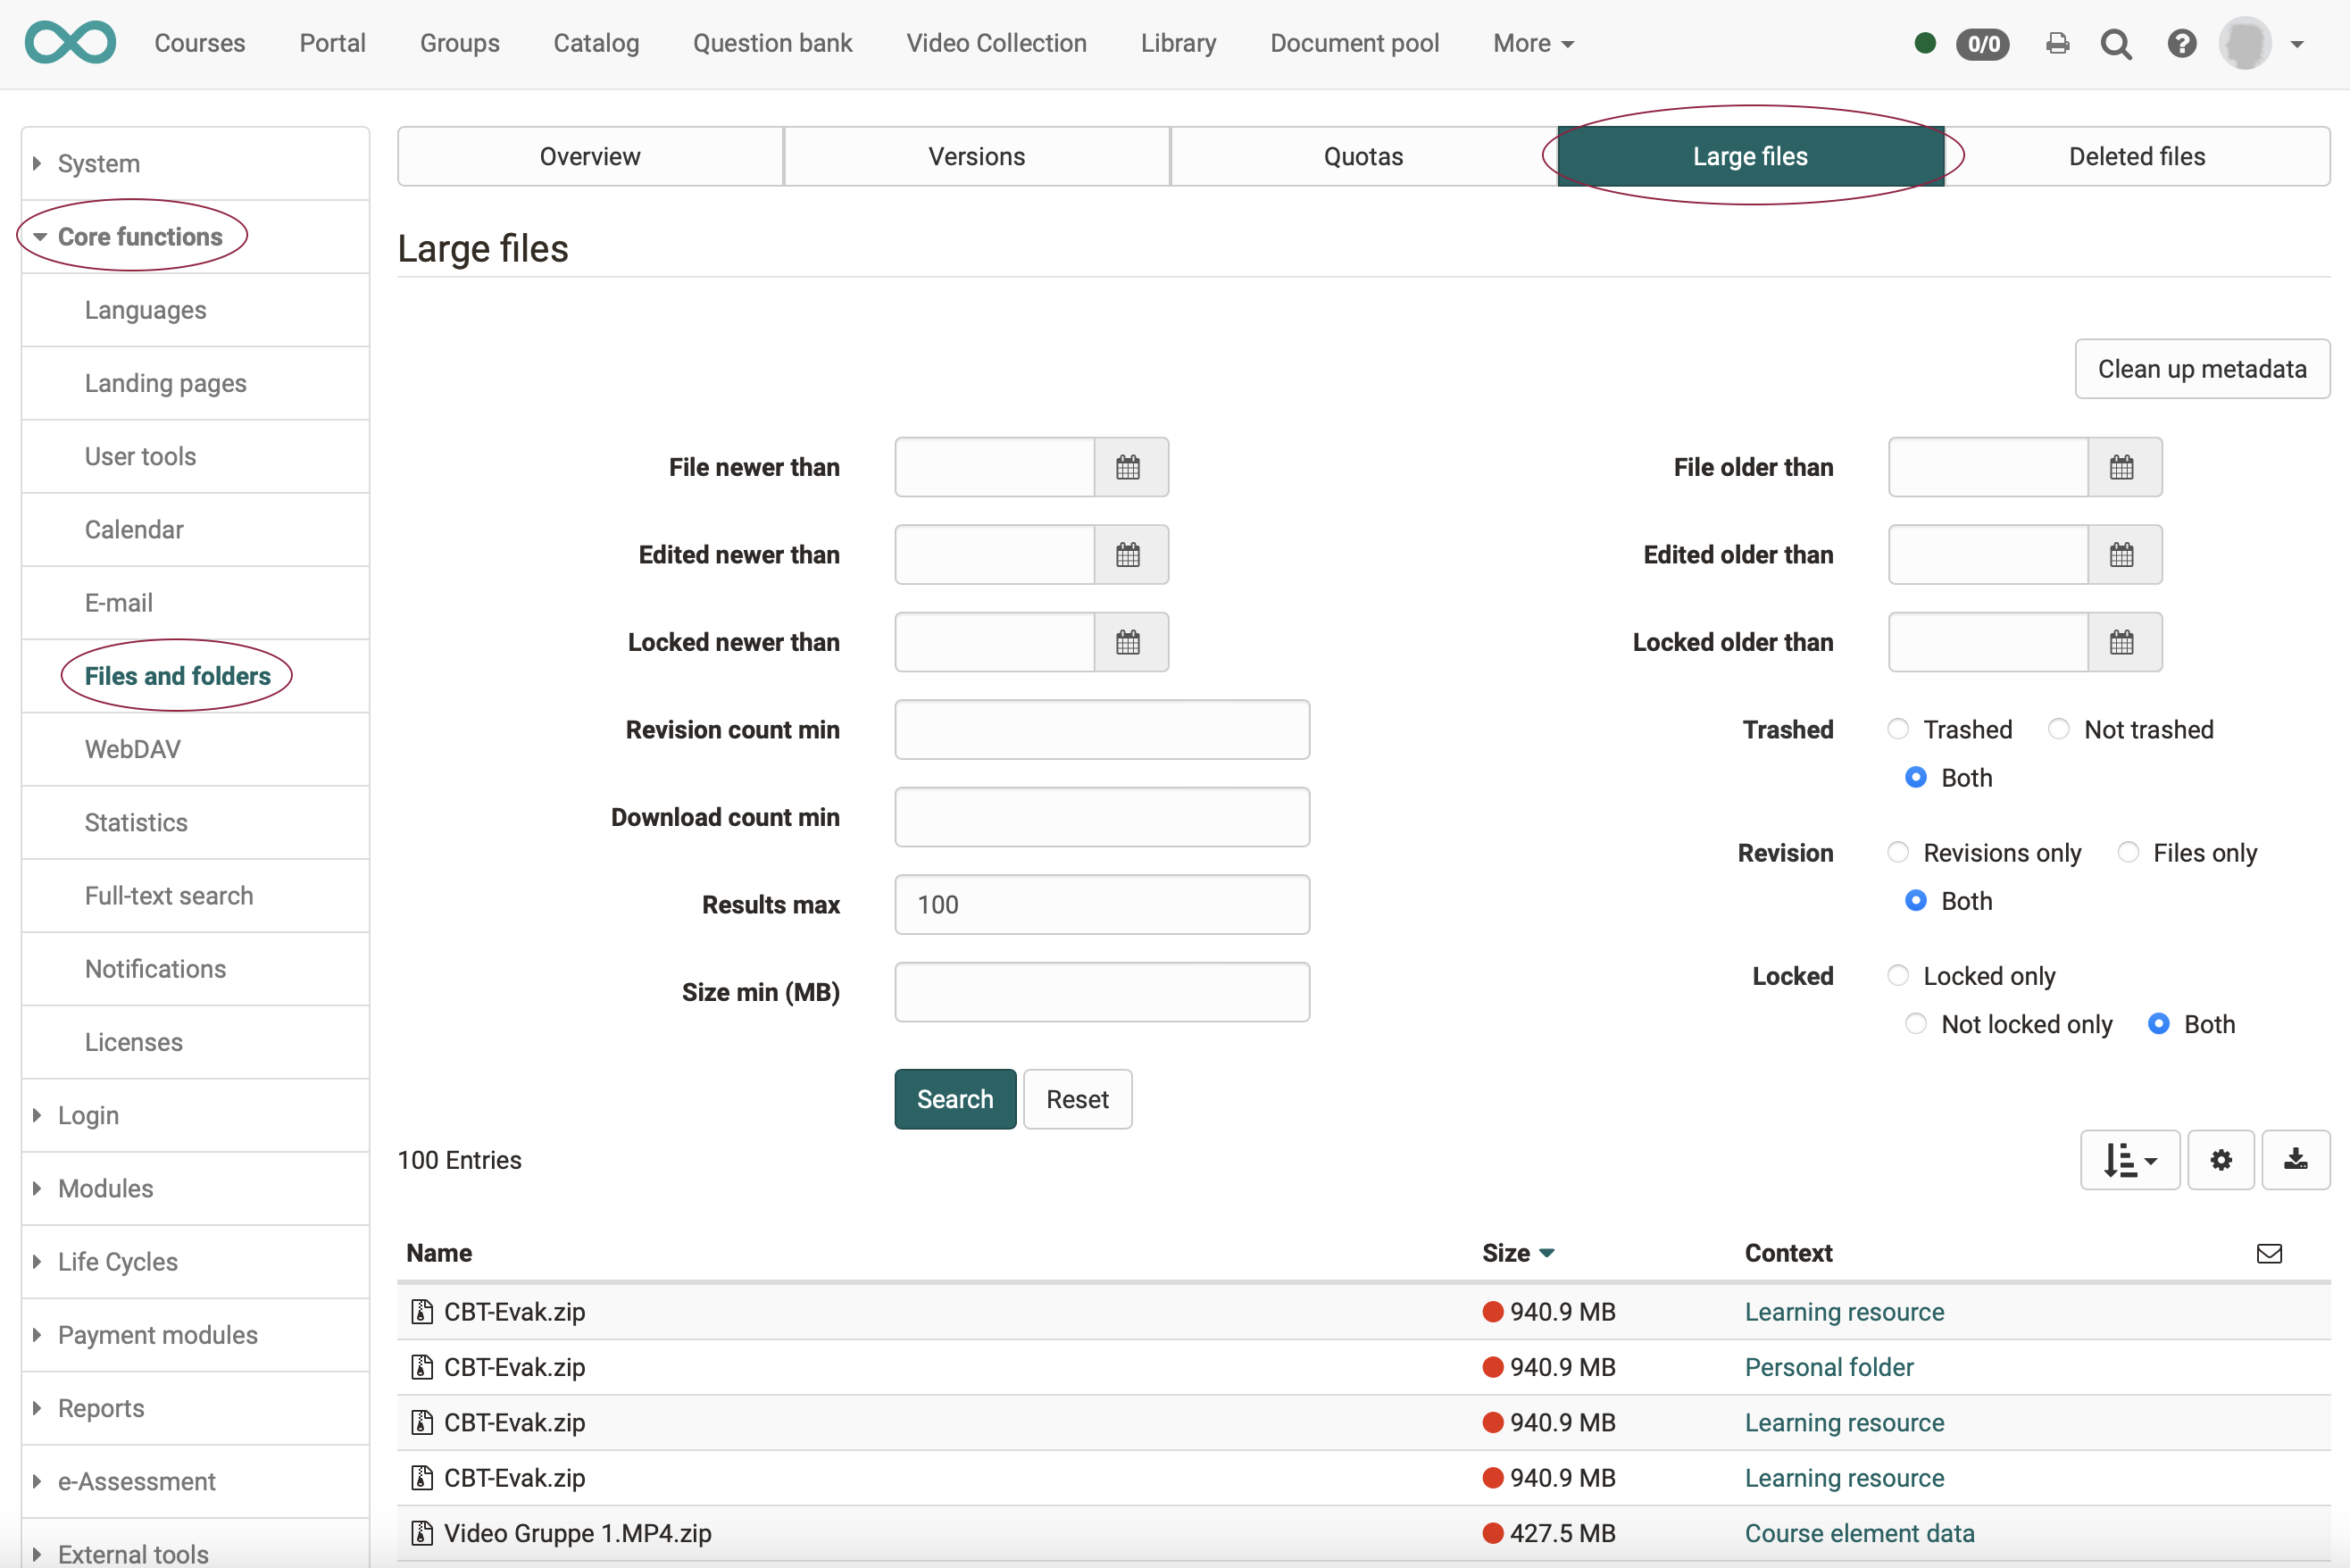 Courses Portal Groups Catalog Question bank Video Collection Library Document pool More 0/0
System
Core functions
Languages
Landing pages
User tools
Calendar
E-mail
Files and folders
WebDAV
Statistics
Full-text search
Notifications
Licenses
Login
Modules
Life Cycles
Payment modules
Reports
e-Assessment
External tools
Overview Versions Quotas Large files Deleted files
Large files
Clean up metadata
File newer than
Edited newer than
Locked newer than
Revision count min
Download count min
Results max 100
Size min (MB)
File older than
Edited older than
Locked older than
Trashed Trashed Not trashed
Both
Revision Revisions only Files only
Both
Locked Locked only
Not locked only Both
Search Reset
100 Entries
Name Size Context
CBT-Evak.zip 940.9 MB Learning resource
CBT-Evak.zip 940.9 MB Personal folder
CBT-Evak.zip 940.9 MB Learning resource
CBT-Evak.zip 940.9 MB Learning resource
Video Gruppe 1.MP4.zip 427.5 MB Course element data